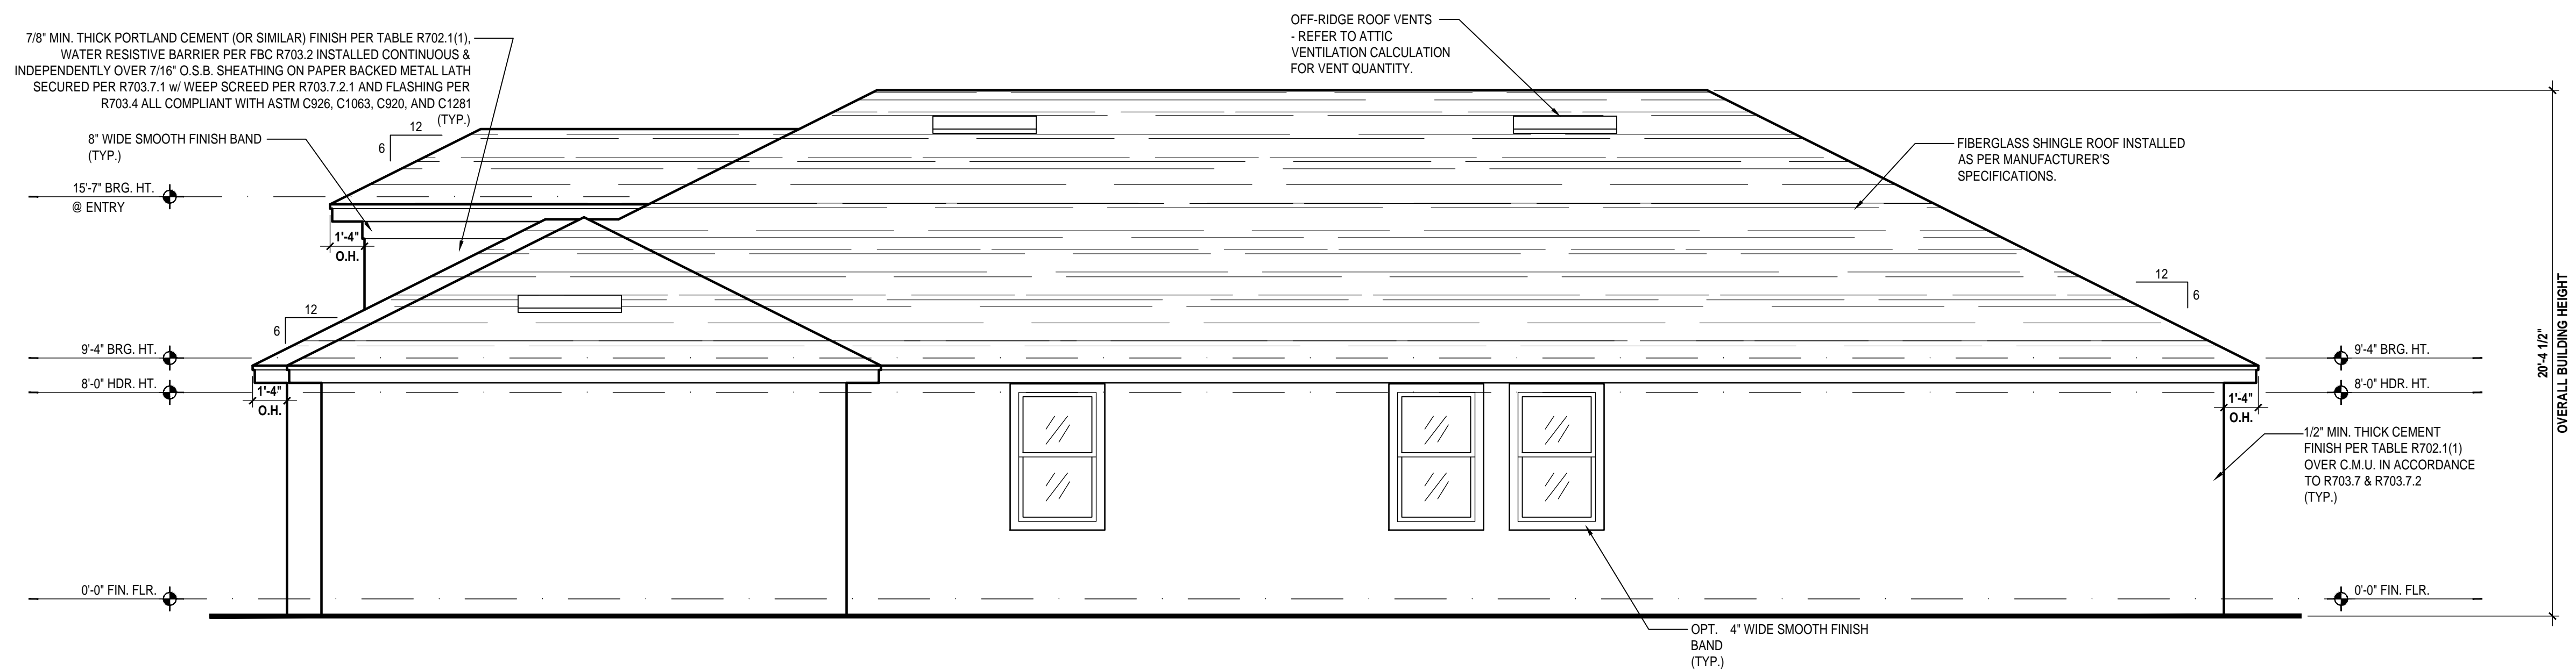 7/8" MIN. THICK PORTLAND CEMENT (OR SIMILAR) FINISH PER TABLE R702.1(1),
WATER RESISTIVE BARRIER PER FBC R703.2 INSTALLED CONTINUOUS &
INDEPENDENTLY OVER 7/16" O.S.B. SHEATHING ON PAPER BACKED METAL LATH
SECURED PER R703.7.1 w/ WEEP SCREED PER R703.7.2.1 AND FLASHING PER
R703.4 ALL COMPLIANT WITH ASTM C926, C1063, C920, AND C1281
(TYP.)
8" WIDE SMOOTH FINISH BAND
(TYP.)
12
6
15'-7" BRG. HT.
@ ENTRY
1'-4"
O.H.
12
6
9'-4" BRG. HT.
8'-0" HDR. HT.
1'-4"
O.H.
0'-0" FIN. FLR.
OFF-RIDGE ROOF VENTS
- REFER TO ATTIC
VENTILATION CALCULATION
FOR VENT QUANTITY.
FIBERGLASS SHINGLE ROOF INSTALLED
AS PER MANUFACTURER'S
SPECIFICATIONS.
12
6
9'-4" BRG. HT.
8'-0" HDR. HT.
1'-4"
O.H.
1/2" MIN. THICK CEMENT
FINISH PER TABLE R702.1(1)
OVER C.M.U. IN ACCORDANCE
TO R703.7 & R703.7.2
(TYP.)
0'-0" FIN. FLR.
OPT. 4" WIDE SMOOTH FINISH
BAND
(TYP.)
20'-4 1/2"
OVERALL BUILDING HEIGHT